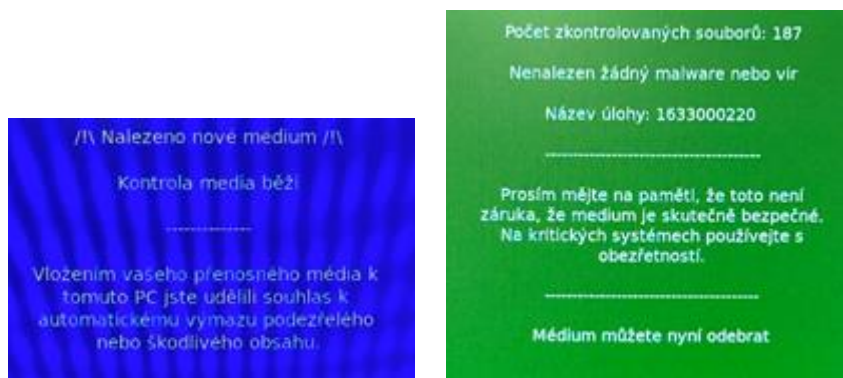 /!\ Nalezeno nové medium /!\
Kontrola media běží
--------------
Vložením vašeho přenosného média k
tomuto PC jste udělili souhlas k
automatickému výmazu podezřelého
nebo škodlivého obsahu.
Počet zkontrolovaných souborů: 187
Nenalezen žádný malware nebo vir
Název úlohy: 1633000220
-----------------------------------
Prosím mějte na paměti, že toto není
záruka, že medium je skutečně bezpečné.
Na kritických systémech používejte s
obezřetností.
-----------------------------------
Médium můžete nyní odebrat